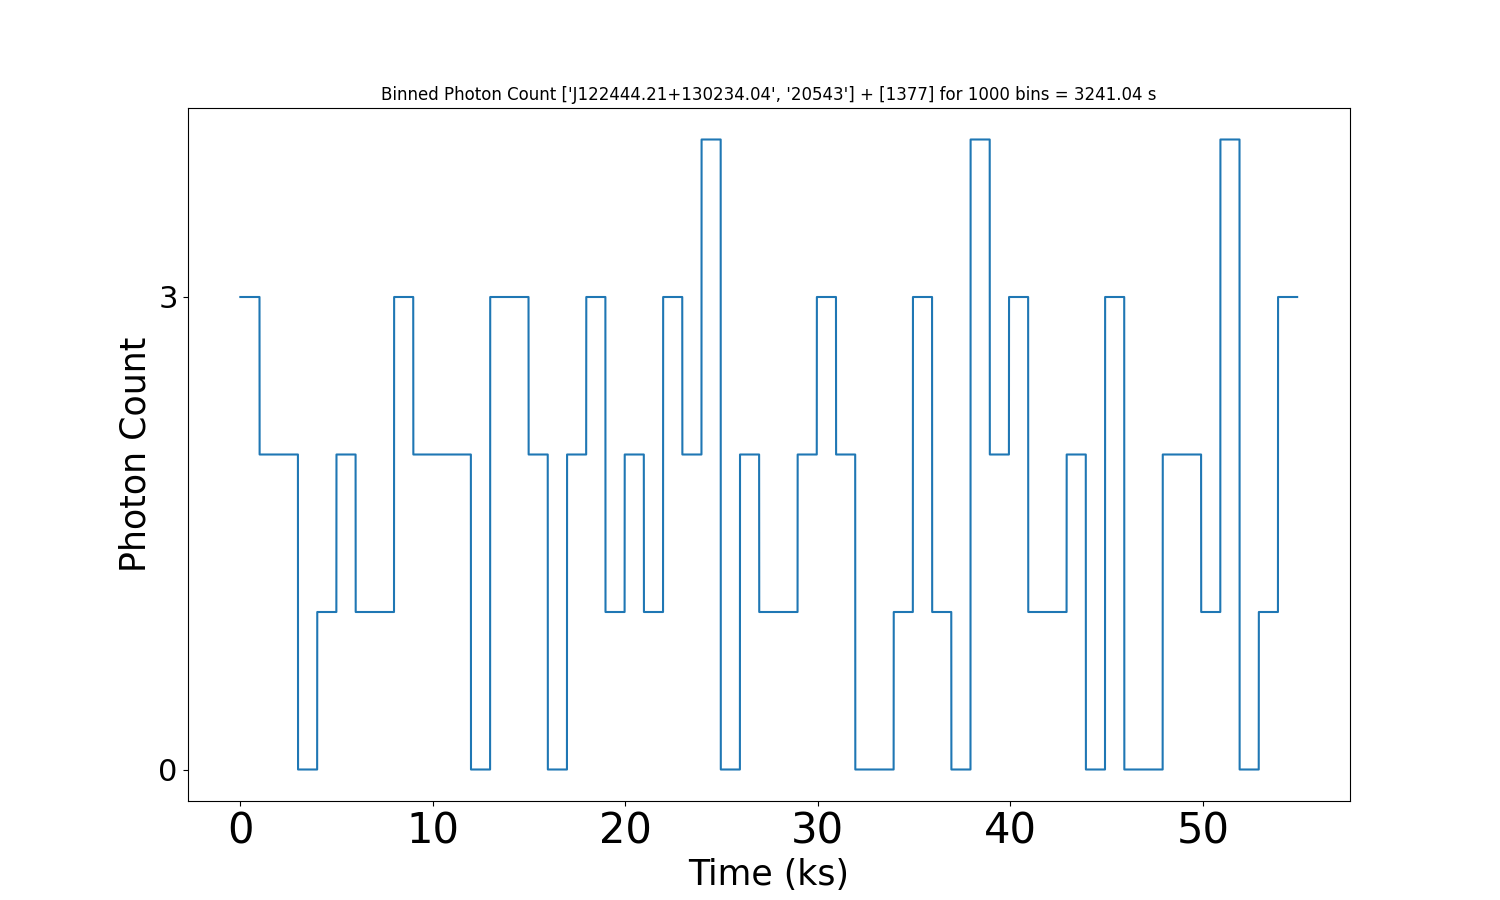 Binned Photon Count ['J122444.21+130234.04', '20543'] + [1377] for 1000 bins = 3241.04 s
Photon Count
3
0
0 10 20 30 40 50
Time (ks)